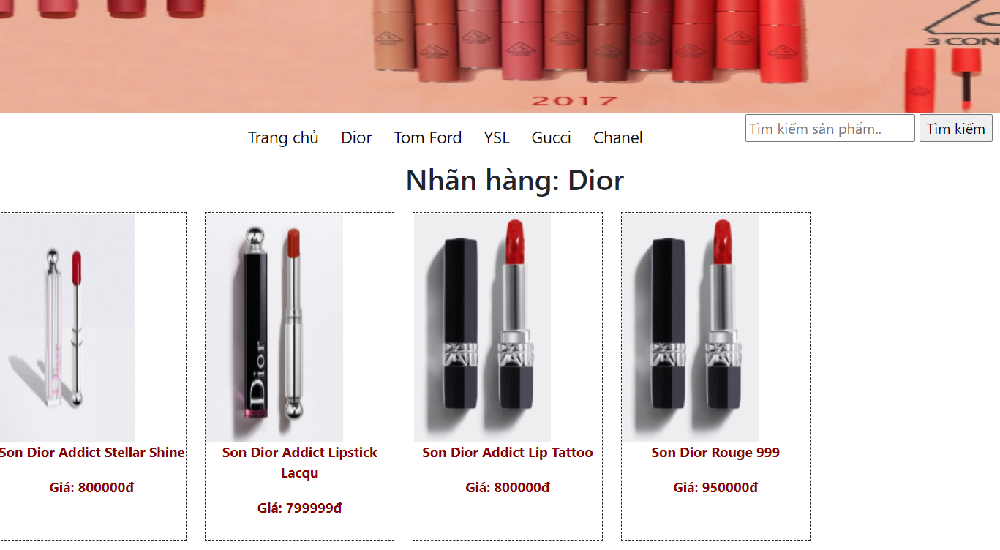 3 CON
2017
Trang chủ Dior Tom Ford YSL Gucci Chanel
Tìm kiếm sản phẩm.. Tìm kiếm
Nhãn hàng: Dior
Dior
Dior
Son Dior Addict Stellar Shine
Giá: 800000đ
Son Dior Addict Lipstick
Lacqu
Giá: 799999đ
Son Dior Addict Lip Tattoo
Giá: 800000đ
Son Dior Rouge 999
Giá: 950000đ